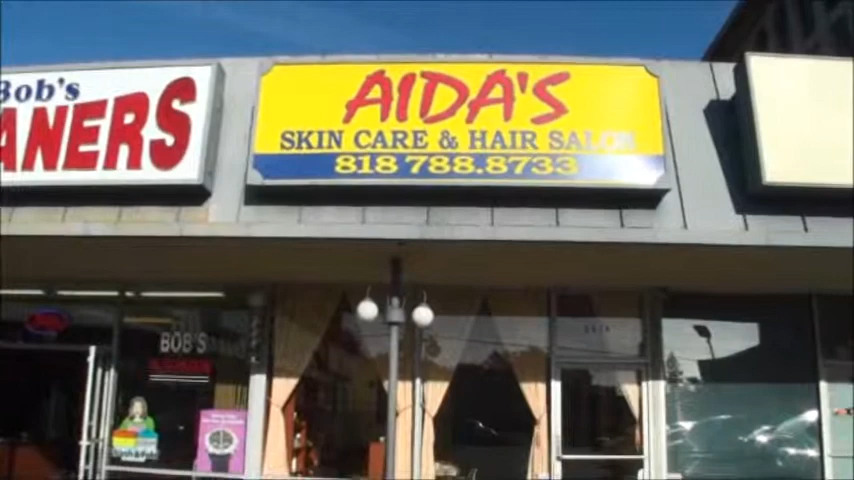 Bob's
ANERS
AIDA'S
SKIN CARE & HAIR SALON
818.788.8733
BOB'S